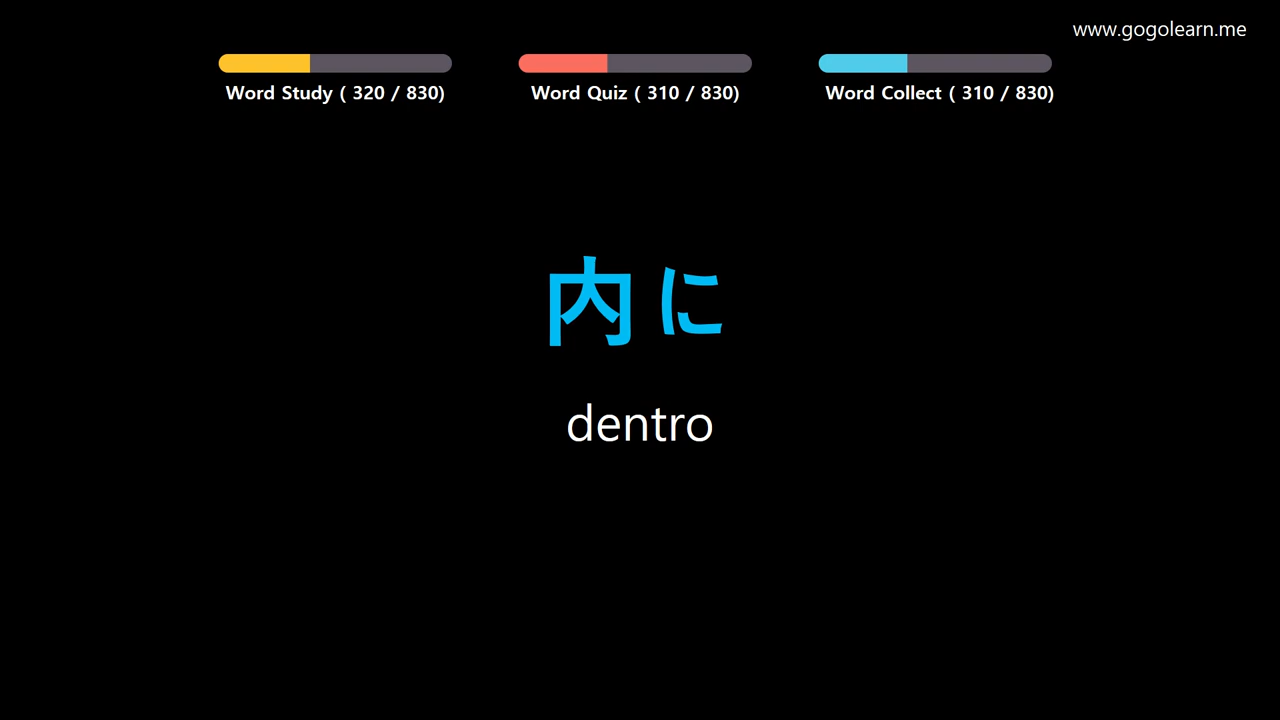 www.gogolearn.me
Word Study ( 320 / 830)
Word Quiz ( 310 / 830)
Word Collect ( 310 / 830)
内に
dentro